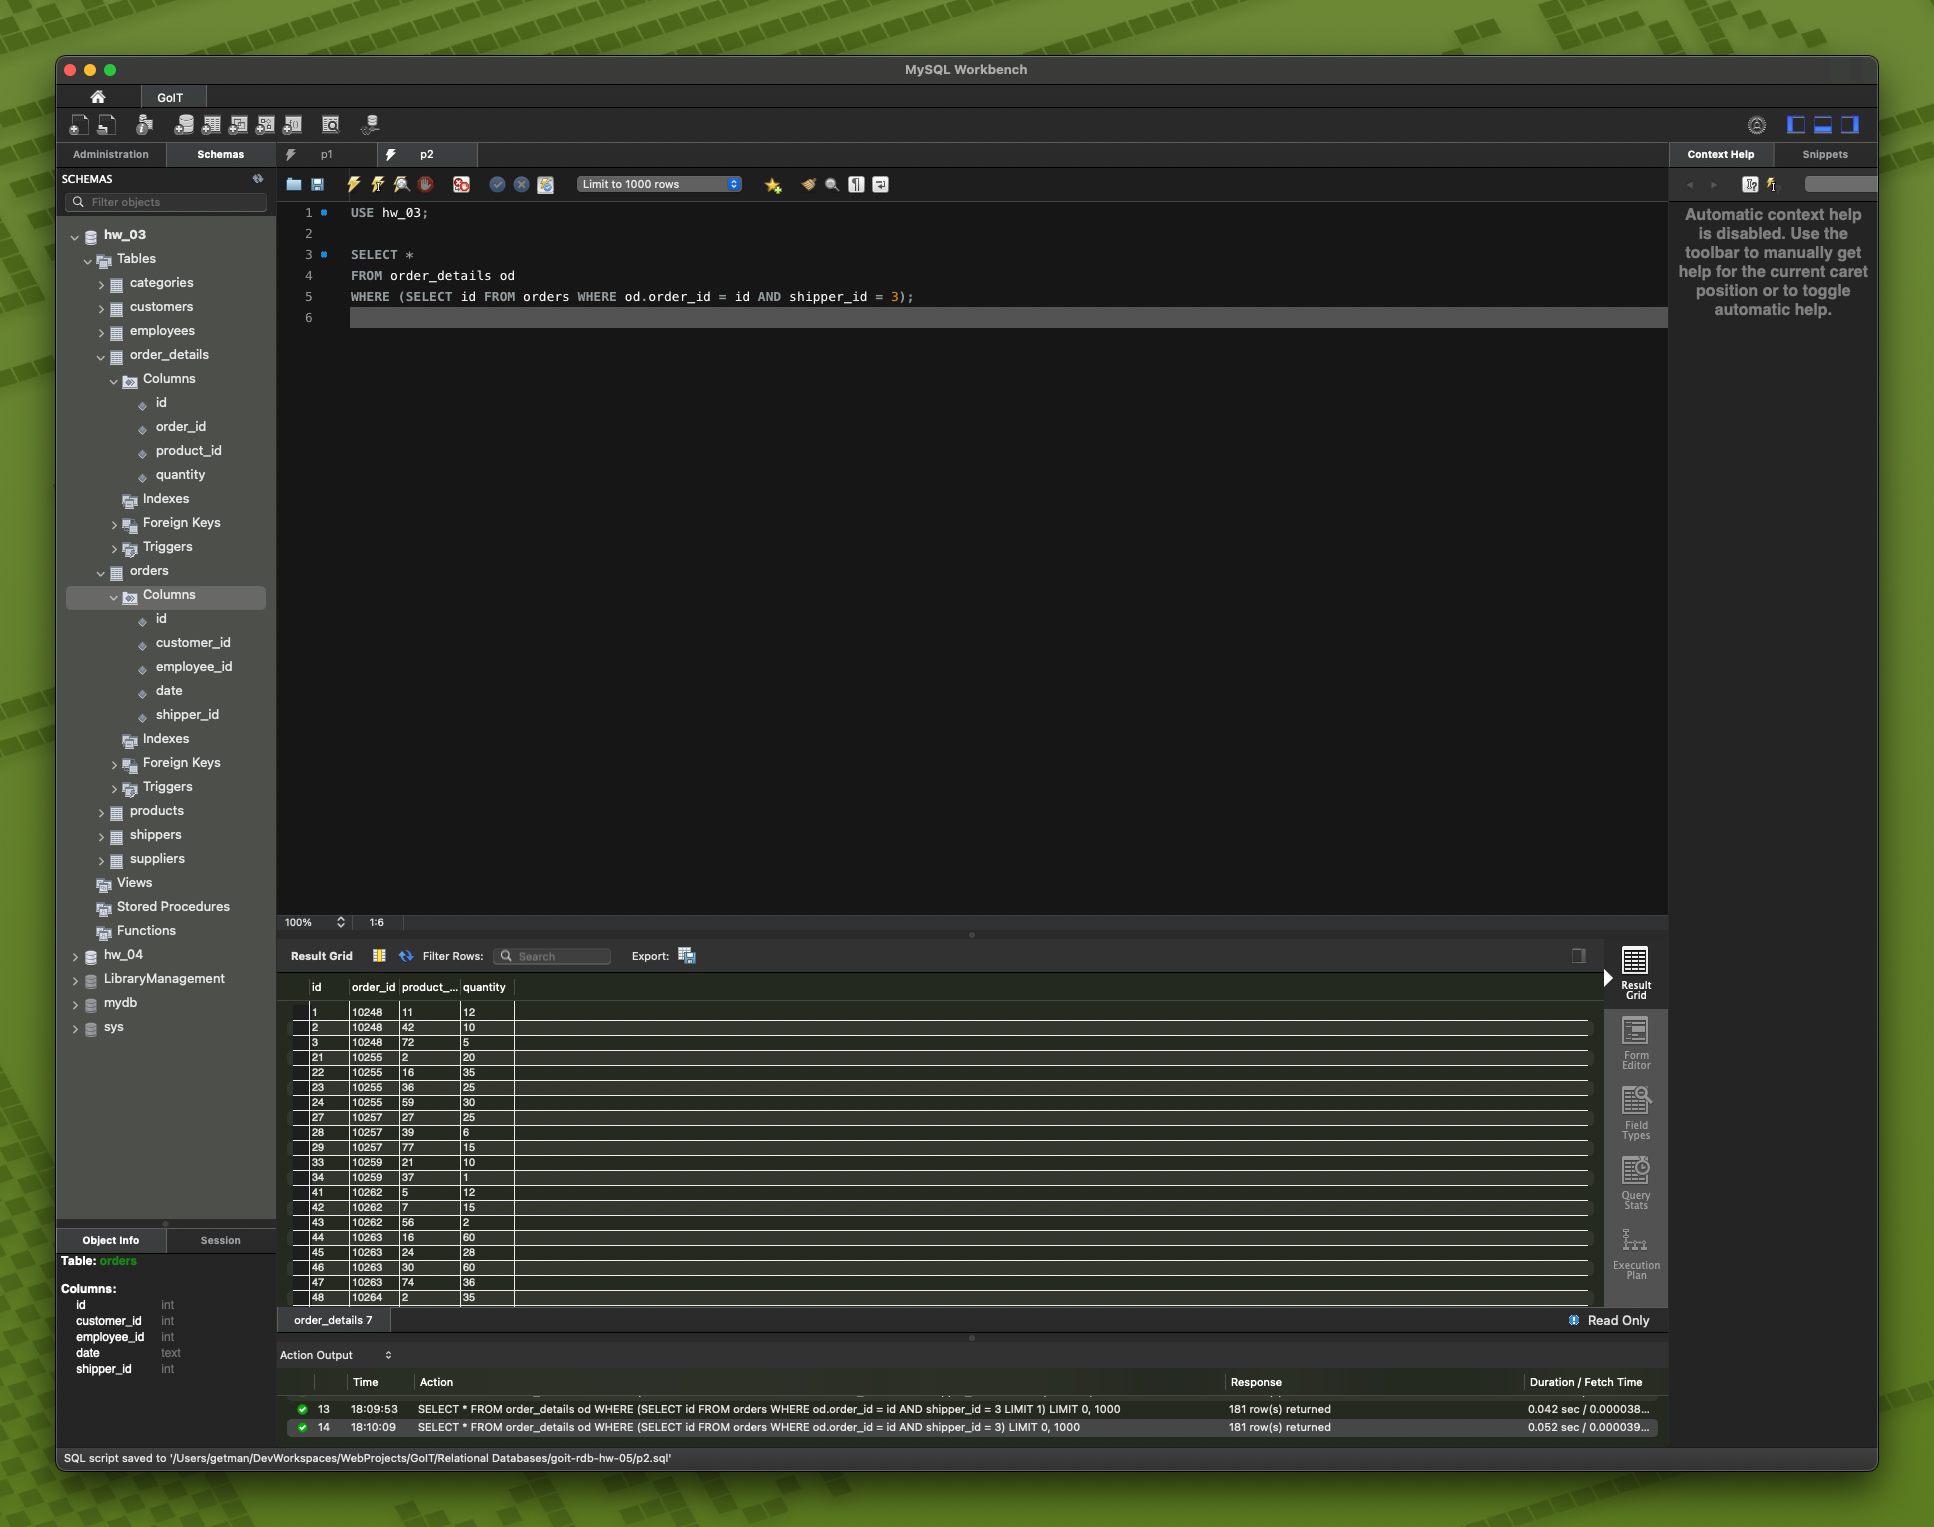 MySQL Workbench
GoIT
Administration
Schemas
p1
p2
Context Help
Snippets
SCHEMAS
Filter objects
Limit to 1000 rows
Automatic context help
is disabled. Use the
toolbar to manually get
help for the current caret
position or to toggle
automatic help.
1 USE hw_03;
2
3 SELECT *
4 FROM order_details od
5 WHERE (SELECT id FROM orders WHERE od.order_id = id AND shipper_id = 3);
6
hw_03
Tables
categories
customers
employees
order_details
Columns
id
order_id
product_id
quantity
Indexes
Foreign Keys
Triggers
orders
Columns
id
customer_id
employee_id
date
shipper_id
Indexes
Foreign Keys
Triggers
products
shippers
suppliers
Views
Stored Procedures
Functions
hw_04
LibraryManagement
mydb
sys
100% 1:6
Result Grid Filter Rows: Search Export:
id order_id product_... quantity
1 10248 11 12
2 10248 42 10
3 10248 72 5
21 10255 2 20
22 10255 16 35
23 10255 36 25
24 10255 59 30
27 10257 27 25
28 10257 39 6
29 10257 77 15
33 10259 21 10
34 10259 37 1
41 10262 5 12
42 10262 7 15
43 10262 56 2
44 10263 16 60
45 10263 24 28
46 10263 30 60
47 10263 74 36
48 10264 2 35
Result
Grid
Form
Editor
Field
Types
Query
Stats
Execution
Plan
order_details 7
Read Only
Object Info
Session
Table: orders
Columns:
id int
customer_id int
employee_id int
date text
shipper_id int
Action Output
Time Action Response Duration / Fetch Time
13 18:09:53 SELECT * FROM order_details od WHERE (SELECT id FROM orders WHERE od.order_id = id AND shipper_id = 3 LIMIT 1) LIMIT 0, 1000 181 row(s) returned 0.042 sec / 0.000038...
14 18:10:09 SELECT * FROM order_details od WHERE (SELECT id FROM orders WHERE od.order_id = id AND shipper_id = 3) LIMIT 0, 1000 181 row(s) returned 0.052 sec / 0.000039...
SQL script saved to '/Users/getman/DevWorkspaces/WebProjects/GoIT/Relational Databases/goit-rdb-hw-05/p2.sql'